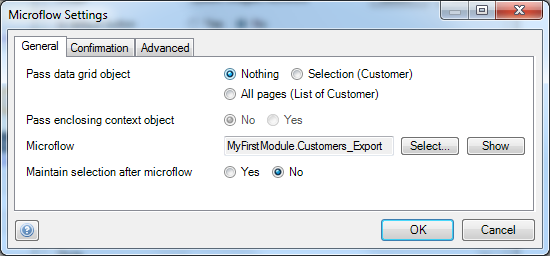 Microflow Settings
General Confirmation Advanced
Pass data grid object Nothing Selection (Customer)
All pages (List of Customer)
Pass enclosing context object No Yes
Microflow MyFirstModule.Customers_Export Select... Show
Maintain selection after microflow Yes No
? OK Cancel